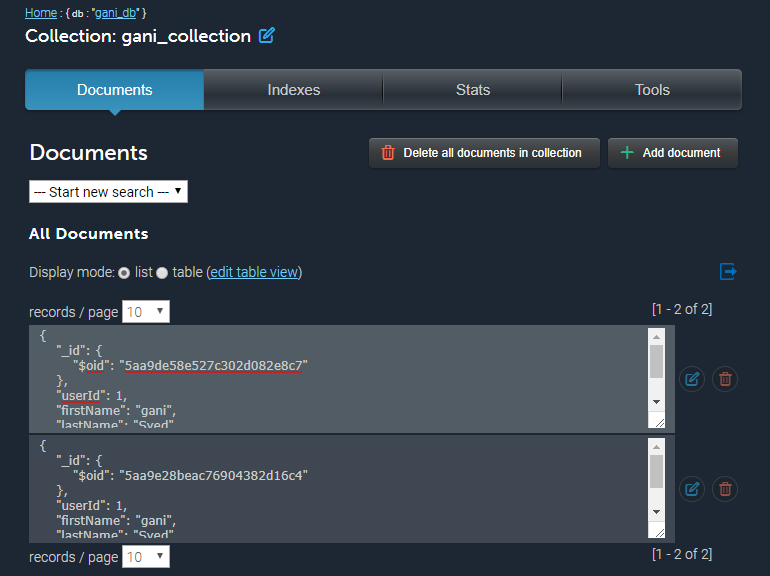 Home : { db : "gani_db" }
Collection: gani_collection
Documents Indexes Stats Tools
Documents
Delete all documents in collection
Add document
--- Start new search ---
All Documents
Display mode: list table (edit table view)
records / page 10 [1 - 2 of 2]
{
"_id": {
"$oid": "5aa9de58e527c302d082e8c7"
},
"userId": 1,
"firstName": "gani",
"lastName": "Syed"
{
"_id": {
"$oid": "5aa9e28beac76904382d16c4"
},
"userId": 1,
"firstName": "gani",
"lastName": "Syed"
records / page 10 [1 - 2 of 2]